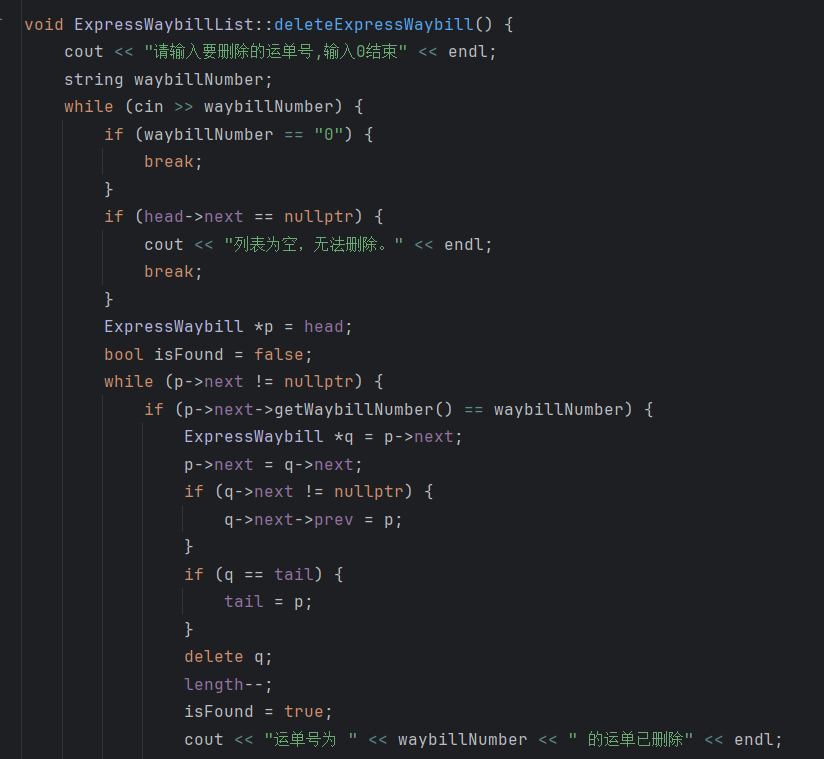 void ExpressWaybillList::deleteExpressWaybill() {
    cout << "请输入要删除的运单号,输入0结束" << endl;
    string waybillNumber;
    while (cin >> waybillNumber) {
        if (waybillNumber == "0") {
            break;
        }
        if (head->next == nullptr) {
            cout << "列表为空，无法删除。" << endl;
            break;
        }
        ExpressWaybill *p = head;
        bool isFound = false;
        while (p->next != nullptr) {
            if (p->next->getWaybillNumber() == waybillNumber) {
                ExpressWaybill *q = p->next;
                p->next = q->next;
                if (q->next != nullptr) {
                    q->next->prev = p;
                }
                if (q == tail) {
                    tail = p;
                }
                delete q;
                length--;
                isFound = true;
                cout << "运单号为 " << waybillNumber << " 的运单已删除" << endl;